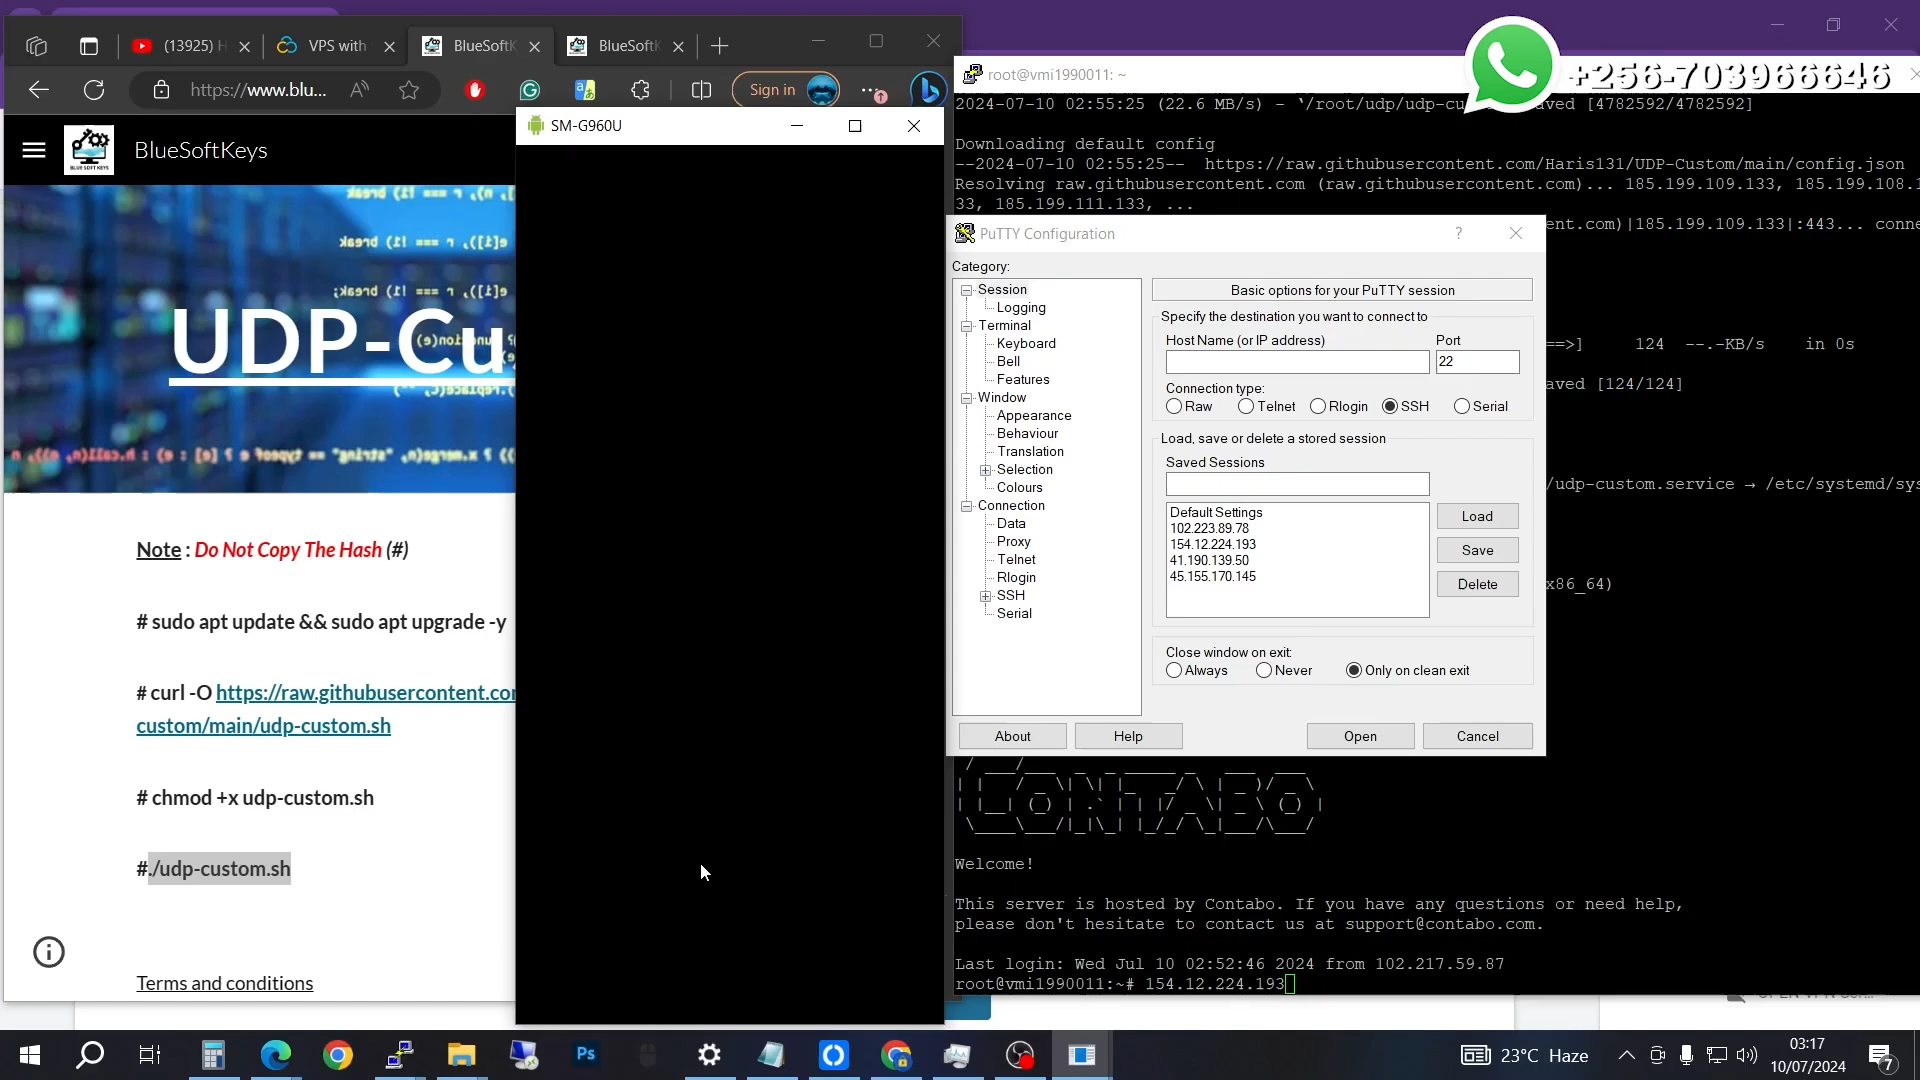 (13925) H
VPS with
BlueSoftK
BlueSoftK
https://www.blu...
Sign in
BlueSoftKeys
BLUE SOFT KEYS
UDP-Cu
Note : Do Not Copy The Hash (#)
# sudo apt update && sudo apt upgrade -y
# curl -O https://raw.githubusercontent.com
custom/main/udp-custom.sh
# chmod +x udp-custom.sh
#./udp-custom.sh
Terms and conditions
SM-G960U
root@vmi1990011: ~
+256-703966646
2024-07-10 02:55:25 (22.6 MB/s) - '/root/udp/udp-cu
aved [4782592/4782592]
Downloading default config
--2024-07-10 02:55:25-- https://raw.githubusercontent.com/Haris131/UDP-Custom/main/config.json
Resolving raw.githubusercontent.com (raw.githubusercontent.com)... 185.199.109.133, 185.199.108.1
33, 185.199.111.133, ...
ent.com)|185.199.109.133|:443... conne
==>] 124 --.-KB/s in 0s
aved [124/124]
/udp-custom.service → /etc/systemd/sys
x86_64)
PuTTY Configuration
?
Category:
Session
Logging
Terminal
Keyboard
Bell
Features
Window
Appearance
Behaviour
Translation
Selection
Colours
Connection
Data
Proxy
Telnet
Rlogin
SSH
Serial
Basic options for your PuTTY session
Specify the destination you want to connect to
Host Name (or IP address) Port
22
Connection type:
Raw Telnet Rlogin SSH Serial
Load, save or delete a stored session
Saved Sessions
Default Settings
102.223.89.78
154.12.224.193
41.190.139.50
45.155.170.145
Load
Save
Delete
Close window on exit:
Always Never Only on clean exit
About Help Open Cancel
Welcome!
This server is hosted by Contabo. If you have any questions or need help,
please don't hesitate to contact us at support@contabo.com.
Last login: Wed Jul 10 02:52:46 2024 from 102.217.59.87
root@vmi1990011:~# 154.12.224.193
Ps
23°C Haze
03:17
10/07/2024
7